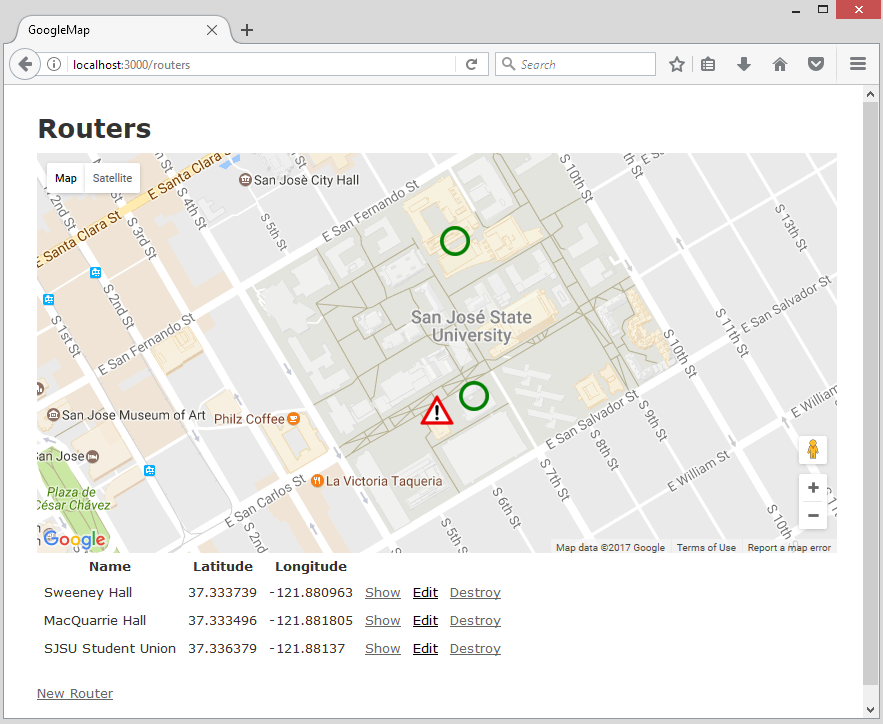 GoogleMap
localhost:3000/routers
Search
Routers
Map
Satellite
E Santa Clara St
San Josè City Hall
S 10th St
S 4th St
S 5th St
E San Fernando St
S 13th St
E Santa Clara St
S 3rd St
S 2nd St
S 1st St
E San Fernando St
San José State
University
E San Salvador St
S 11th St
S 10th St
San Jose Museum of Art
Philz Coffee
E William
S 9th St
E San Salvador St
S 8th St
San Jose
E William St
S 7th St
La Victoria Taqueria
Plaza de
César Chávez
E San Carlos St
S 6th St
S 5th St
S 2nd
S 10th
Google
Map data ©2017 Google
Terms of Use
Report a map error
Name Latitude Longitude
Sweeney Hall 37.333739 -121.880963 Show Edit Destroy
MacQuarrie Hall 37.333496 -121.881805 Show Edit Destroy
SJSU Student Union 37.336379 -121.88137 Show Edit Destroy
New Router